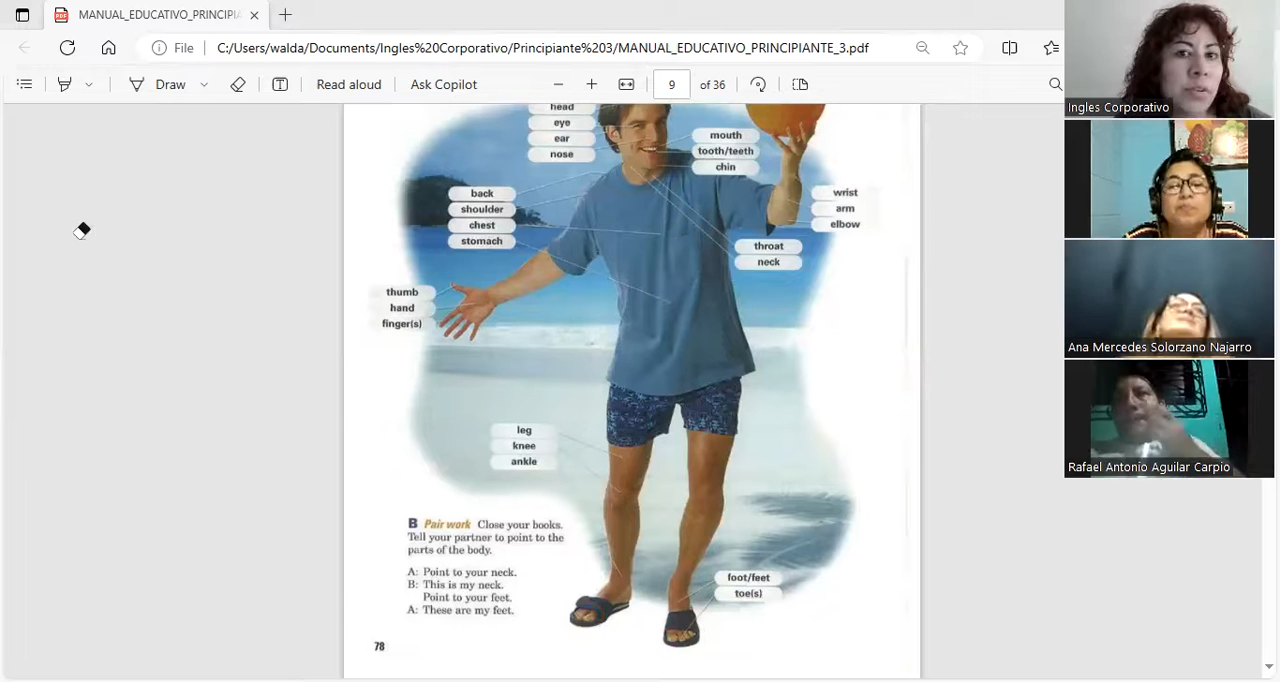 MANUAL_EDUCATIVO_PRINCIPIA
File
C:/Users/walda/Documents/Ingles%20Corporativo/Principiante%203/MANUAL_EDUCATIVO_PRINCIPIANTE_3.pdf
Draw
Read aloud
Ask Copilot
9 of 36
head
eye
ear
nose
mouth
tooth/teeth
chin
back
shoulder
chest
stomach
wrist
arm
elbow
throat
neck
thumb
hand
finger(s)
leg
knee
ankle
B Pair work Close your books.
Tell your partner to point to the
parts of the body.
A: Point to your neck.
B: This is my neck.
Point to your feet.
A: These are my feet.
foot/feet
toe(s)
78
Ingles Corporativo
Ana Mercedes Solorzano Najarro
Rafael Antonio Aguilar Carpio